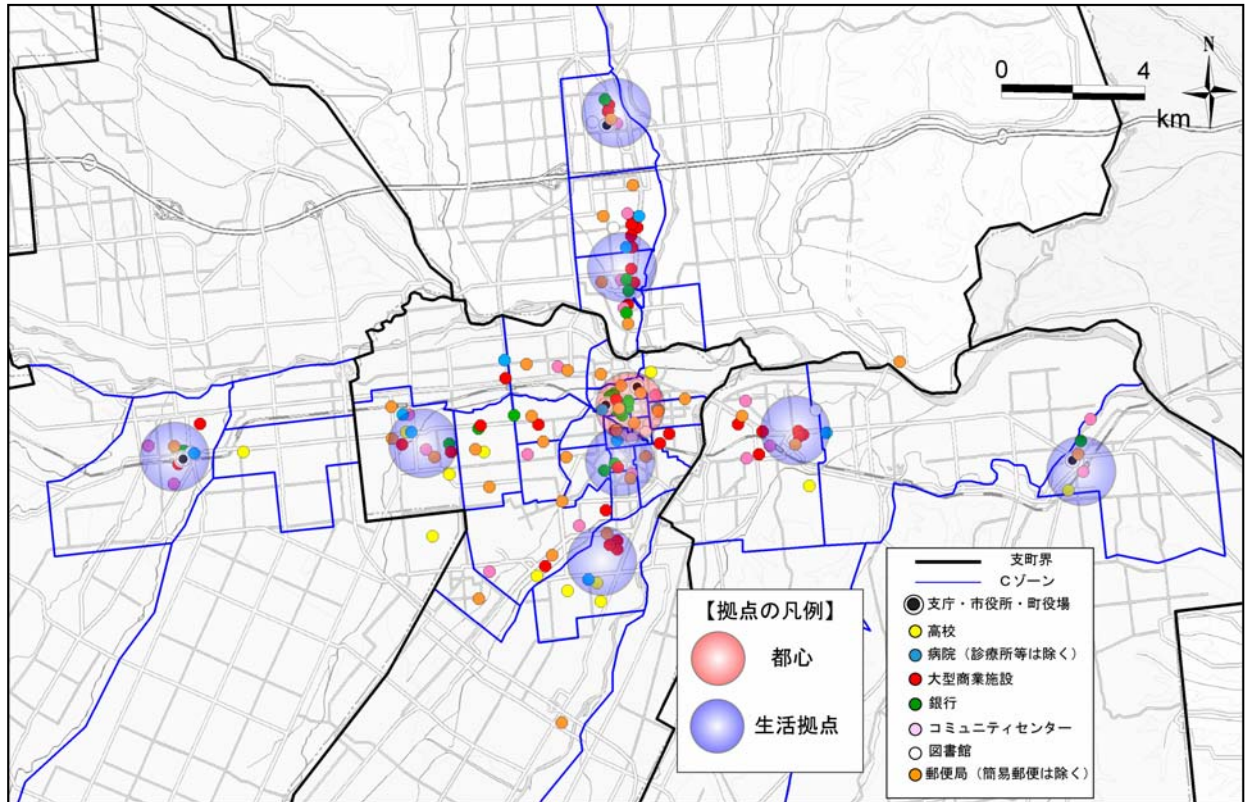 N
0 4
km
【拠点の凡例】
都心
生活拠点
支町界
Cゾーン
支庁・市役所・町役場
高校
病院（診療所等は除く）
大型商業施設
銀行
コミュニティセンター
図書館
郵便局（簡易郵便は除く）